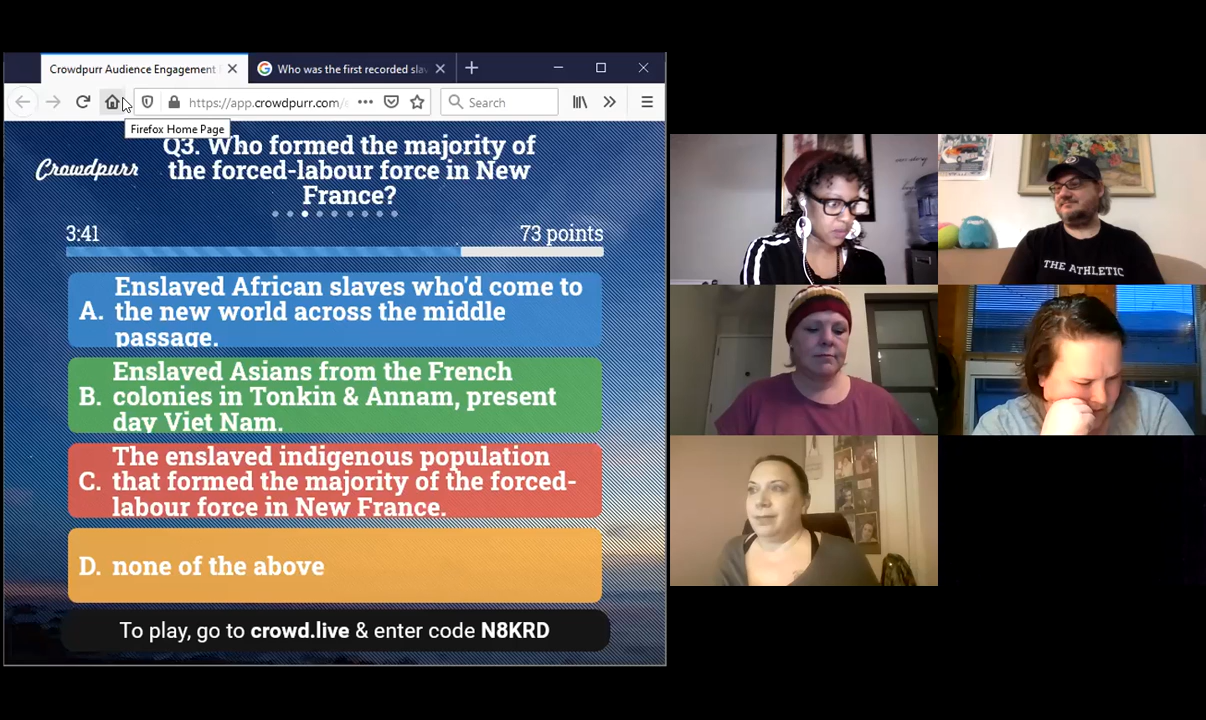 Crowdpurr Audience Engagement
Who was the first recorded sla
https://app.crowdpurr.com/
Search
Firefox Home Page
Crowdpurr
Q3. Who formed the majority of
the forced-labour force in New
France?
3:41
73 points
A. Enslaved African slaves who'd come to
the new world across the middle
passage.
B. Enslaved Asians from the French
colonies in Tonkin & Annam, present
day Viet Nam.
C. The enslaved indigenous population
that formed the majority of the forced-
labour force in New France.
D. none of the above
To play, go to crowd.live & enter code N8KRD
THE ATHLETIC